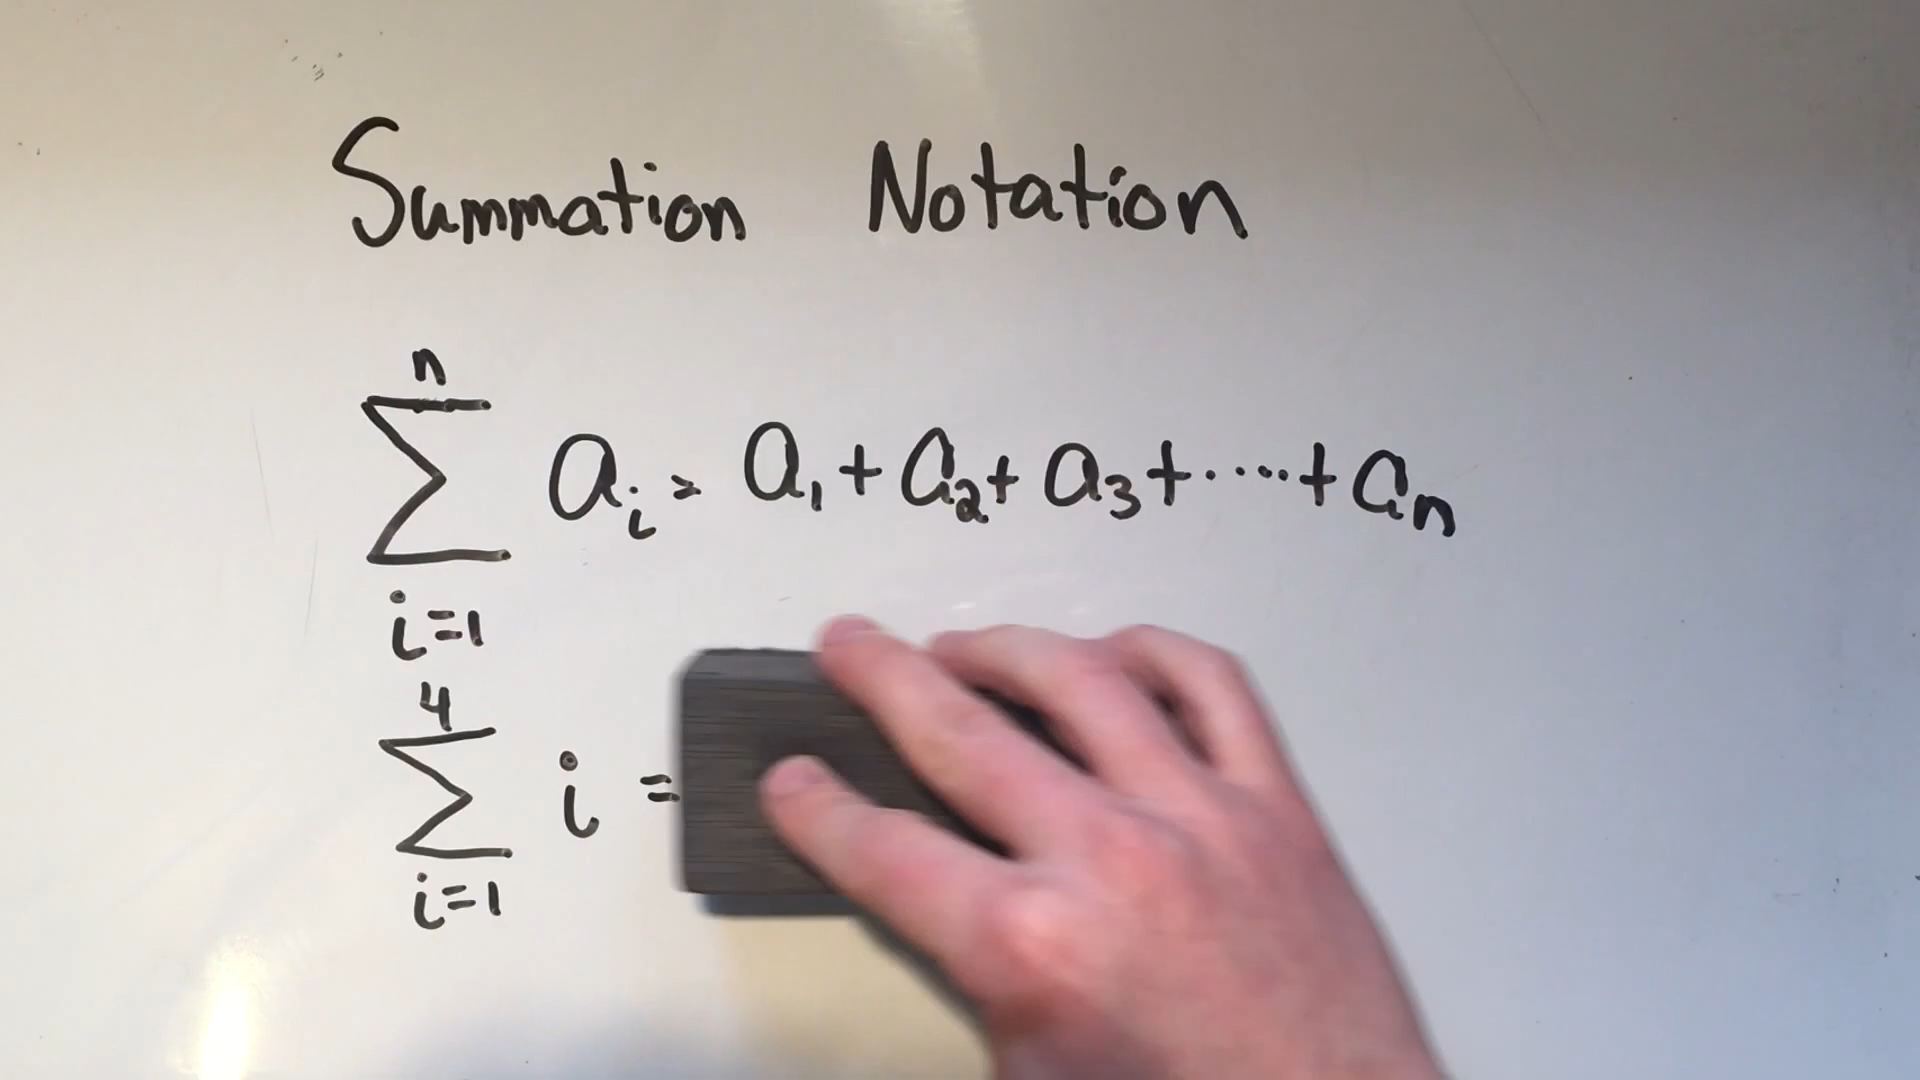 Summation Notation
n
∑ aᵢ = a₁ + a₂ + a₃ + ····· + aₙ
i=1
4
∑ i =
i=1